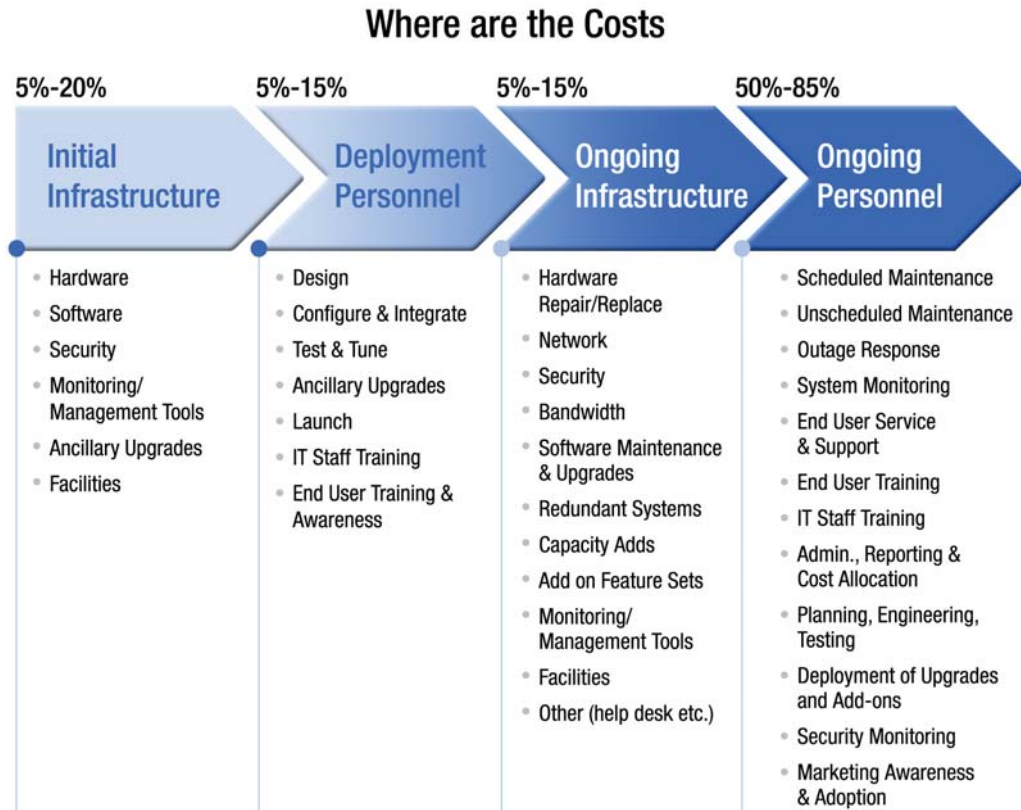 Where are the Costs
5%-20%
Initial
Infrastructure
• Hardware
• Software
• Security
• Monitoring/
Management Tools
• Ancillary Upgrades
• Facilities
5%-15%
Deployment
Personnel
• Design
• Configure & Integrate
• Test & Tune
• Ancillary Upgrades
• Launch
• IT Staff Training
• End User Training &
Awareness
5%-15%
Ongoing
Infrastructure
• Hardware
Repair/Replace
• Network
• Security
• Bandwidth
• Software Maintenance
& Upgrades
• Redundant Systems
• Capacity Adds
• Add on Feature Sets
• Monitoring/
Management Tools
• Facilities
• Other (help desk etc.)
50%-85%
Ongoing
Personnel
• Scheduled Maintenance
• Unscheduled Maintenance
• Outage Response
• System Monitoring
• End User Service
& Support
• End User Training
• IT Staff Training
• Admin., Reporting &
Cost Allocation
• Planning, Engineering,
Testing
• Deployment of Upgrades
and Add-ons
• Security Monitoring
• Marketing Awareness
& Adoption